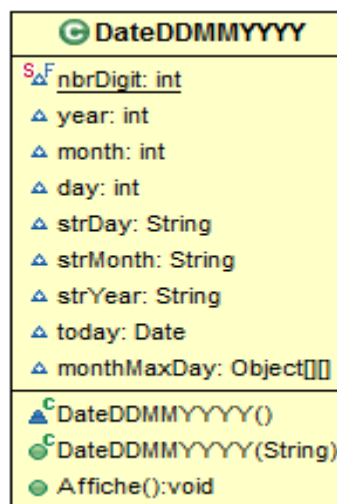 C DateDDMMYYYY
S F nbrDigit: int
year: int
month: int
day: int
strDay: String
strMonth: String
strYear: String
today: Date
monthMaxDay: Object[][]
C DateDDMMYYYY()
C DateDDMMYYYY(String)
Affiche():void